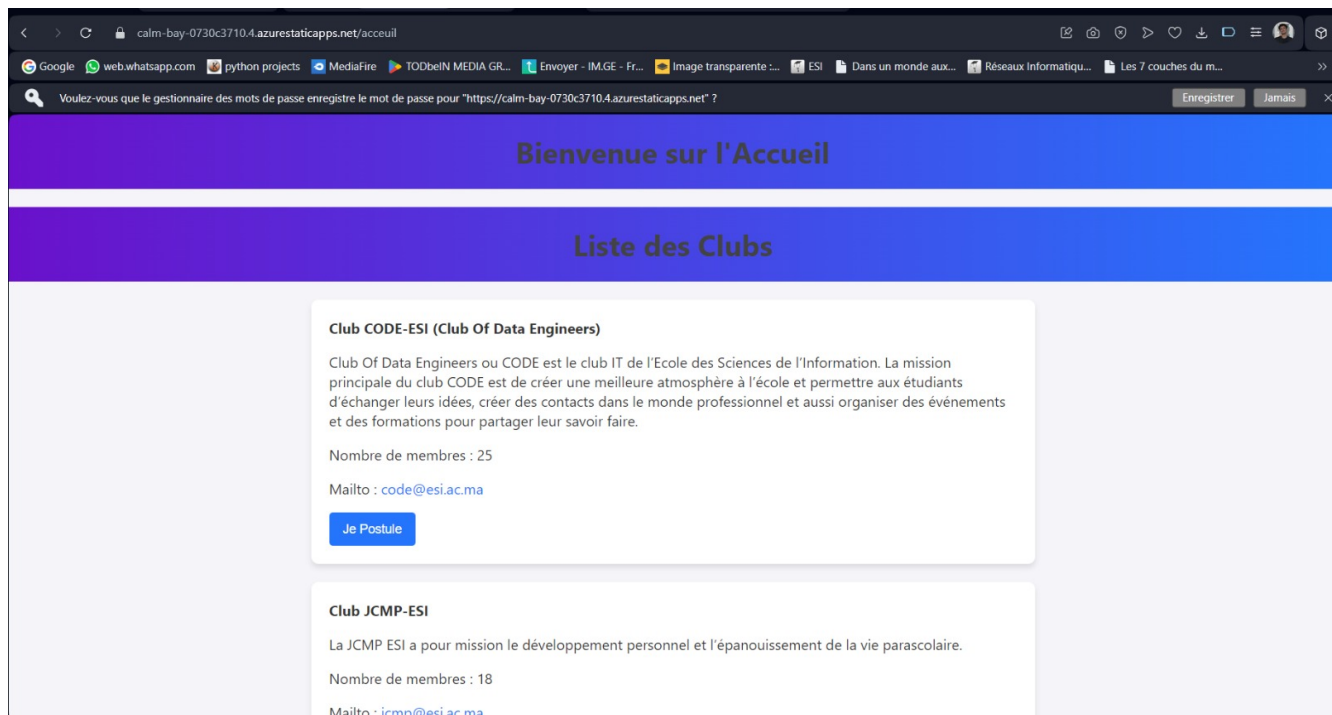 calm-bay-0730c3710.4.azurestaticapps.net/acceuil
Google web.whatsapp.com python projects MediaFire TODbeIN MEDIA GR... Envoyer - IM.GE - Fr... Image transparente :... ESI Dans un monde aux... Réseaux Informatiqu... Les 7 couches du m... »
Voulez-vous que le gestionnaire des mots de passe enregistre le mot de passe pour "https://calm-bay-0730c3710.4.azurestaticapps.net" ? Enregistrer Jamais
Bienvenue sur l'Accueil
Liste des Clubs
Club CODE-ESI (Club Of Data Engineers)
Club Of Data Engineers ou CODE est le club IT de l'Ecole des Sciences de l'Information. La mission
principale du club CODE est de créer une meilleure atmosphère à l'école et permettre aux étudiants
d'échanger leurs idées, créer des contacts dans le monde professionnel et aussi organiser des événements
et des formations pour partager leur savoir faire.
Nombre de membres : 25
Mailto : code@esi.ac.ma
Je Postule
Club JCMP-ESI
La JCMP ESI a pour mission le développement personnel et l'épanouissement de la vie parascolaire.
Nombre de membres : 18
Mailto : jcmp@esi.ac.ma